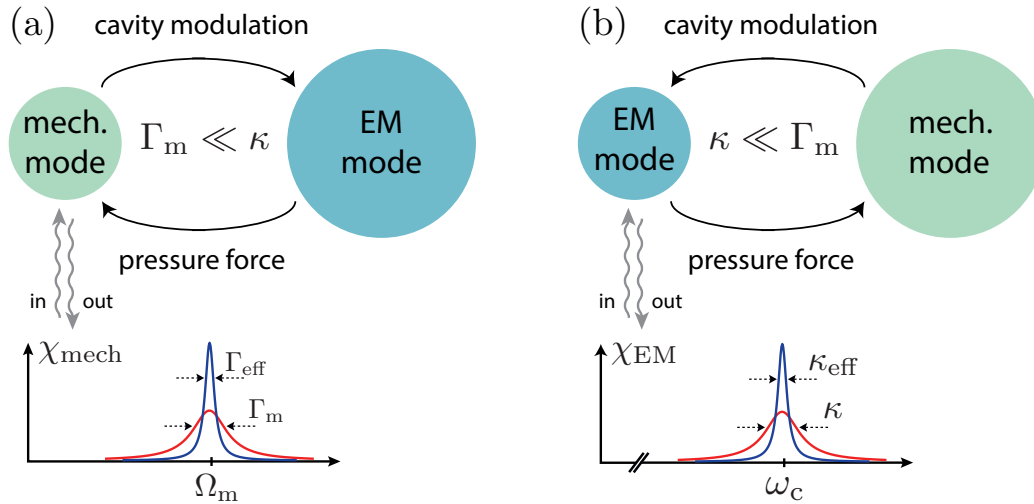 (a)
cavity modulation
mech.
mode
Γm ≪ κ
EM
mode
pressure force
in
out
χmech
Γeff
Γm
Ωm
(b)
cavity modulation
EM
mode
κ ≪ Γm
mech.
mode
pressure force
in
out
χEM
κeff
κ
ωc